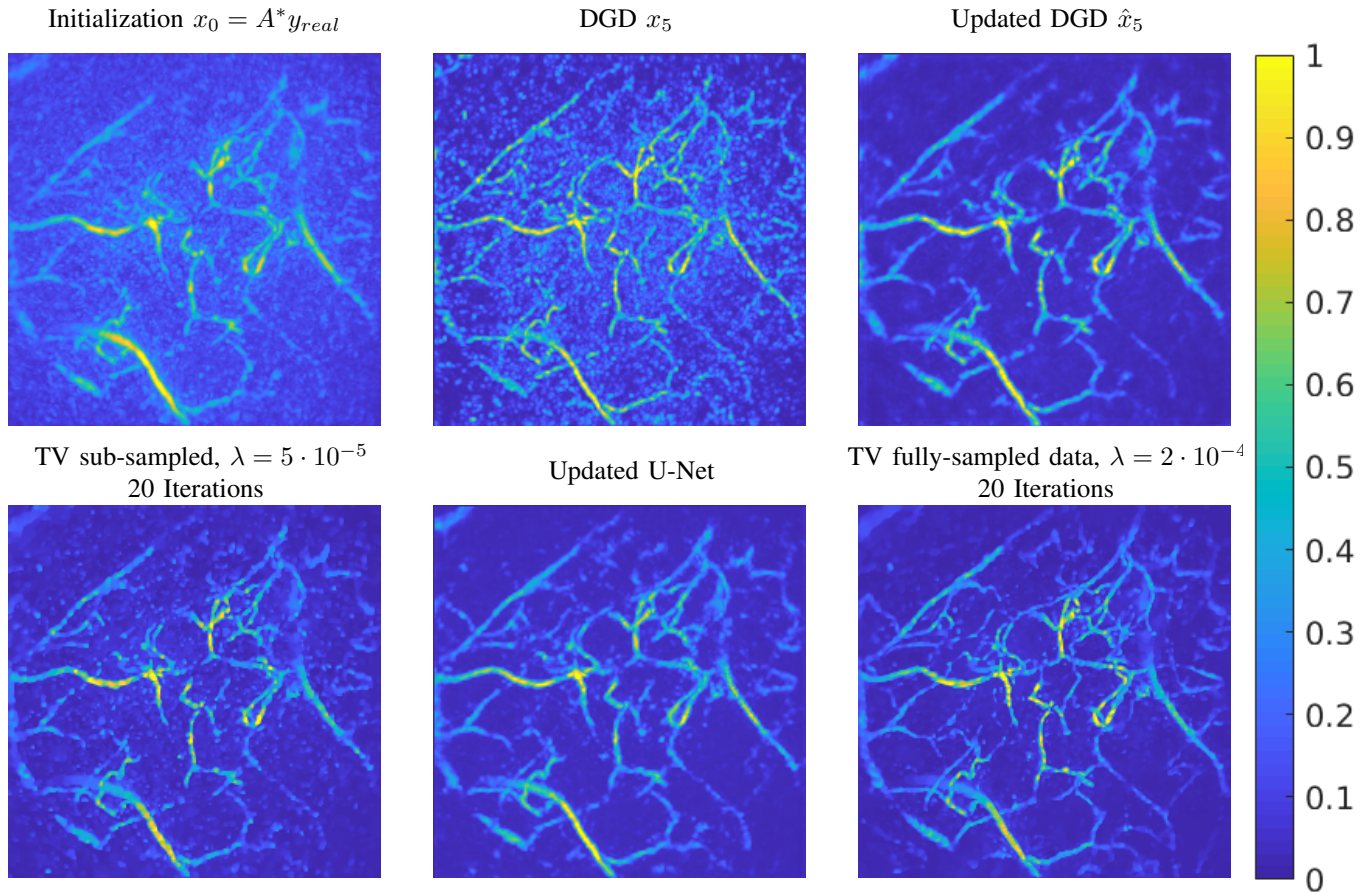 Initialization $x_0 = A^* y_{real}$
DGD $x_5$
Updated DGD $\hat{x}_5$
TV sub-sampled, $\lambda = 5 \cdot 10^{-5}$
20 Iterations
Updated U-Net
TV fully-sampled data, $\lambda = 2 \cdot 10^{-4}$
20 Iterations
1
0.9
0.8
0.7
0.6
0.5
0.4
0.3
0.2
0.1
0